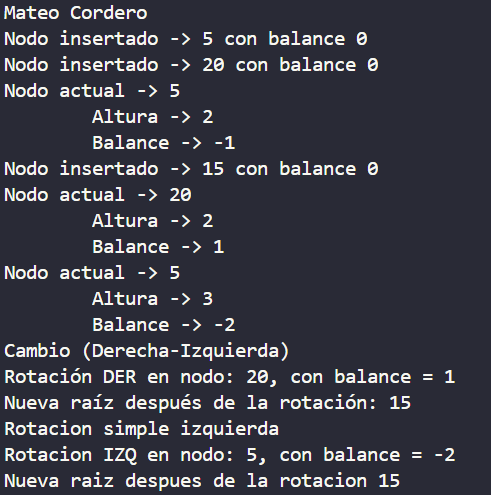 Mateo Cordero
Nodo insertado -> 5 con balance 0
Nodo insertado -> 20 con balance 0
Nodo actual -> 5
        Altura -> 2
        Balance -> -1
Nodo insertado -> 15 con balance 0
Nodo actual -> 20
        Altura -> 2
        Balance -> 1
Nodo actual -> 5
        Altura -> 3
        Balance -> -2
Cambio (Derecha-Izquierda)
Rotación DER en nodo: 20, con balance = 1
Nueva raíz después de la rotación: 15
Rotacion simple izquierda
Rotacion IZQ en nodo: 5, con balance = -2
Nueva raiz despues de la rotacion 15